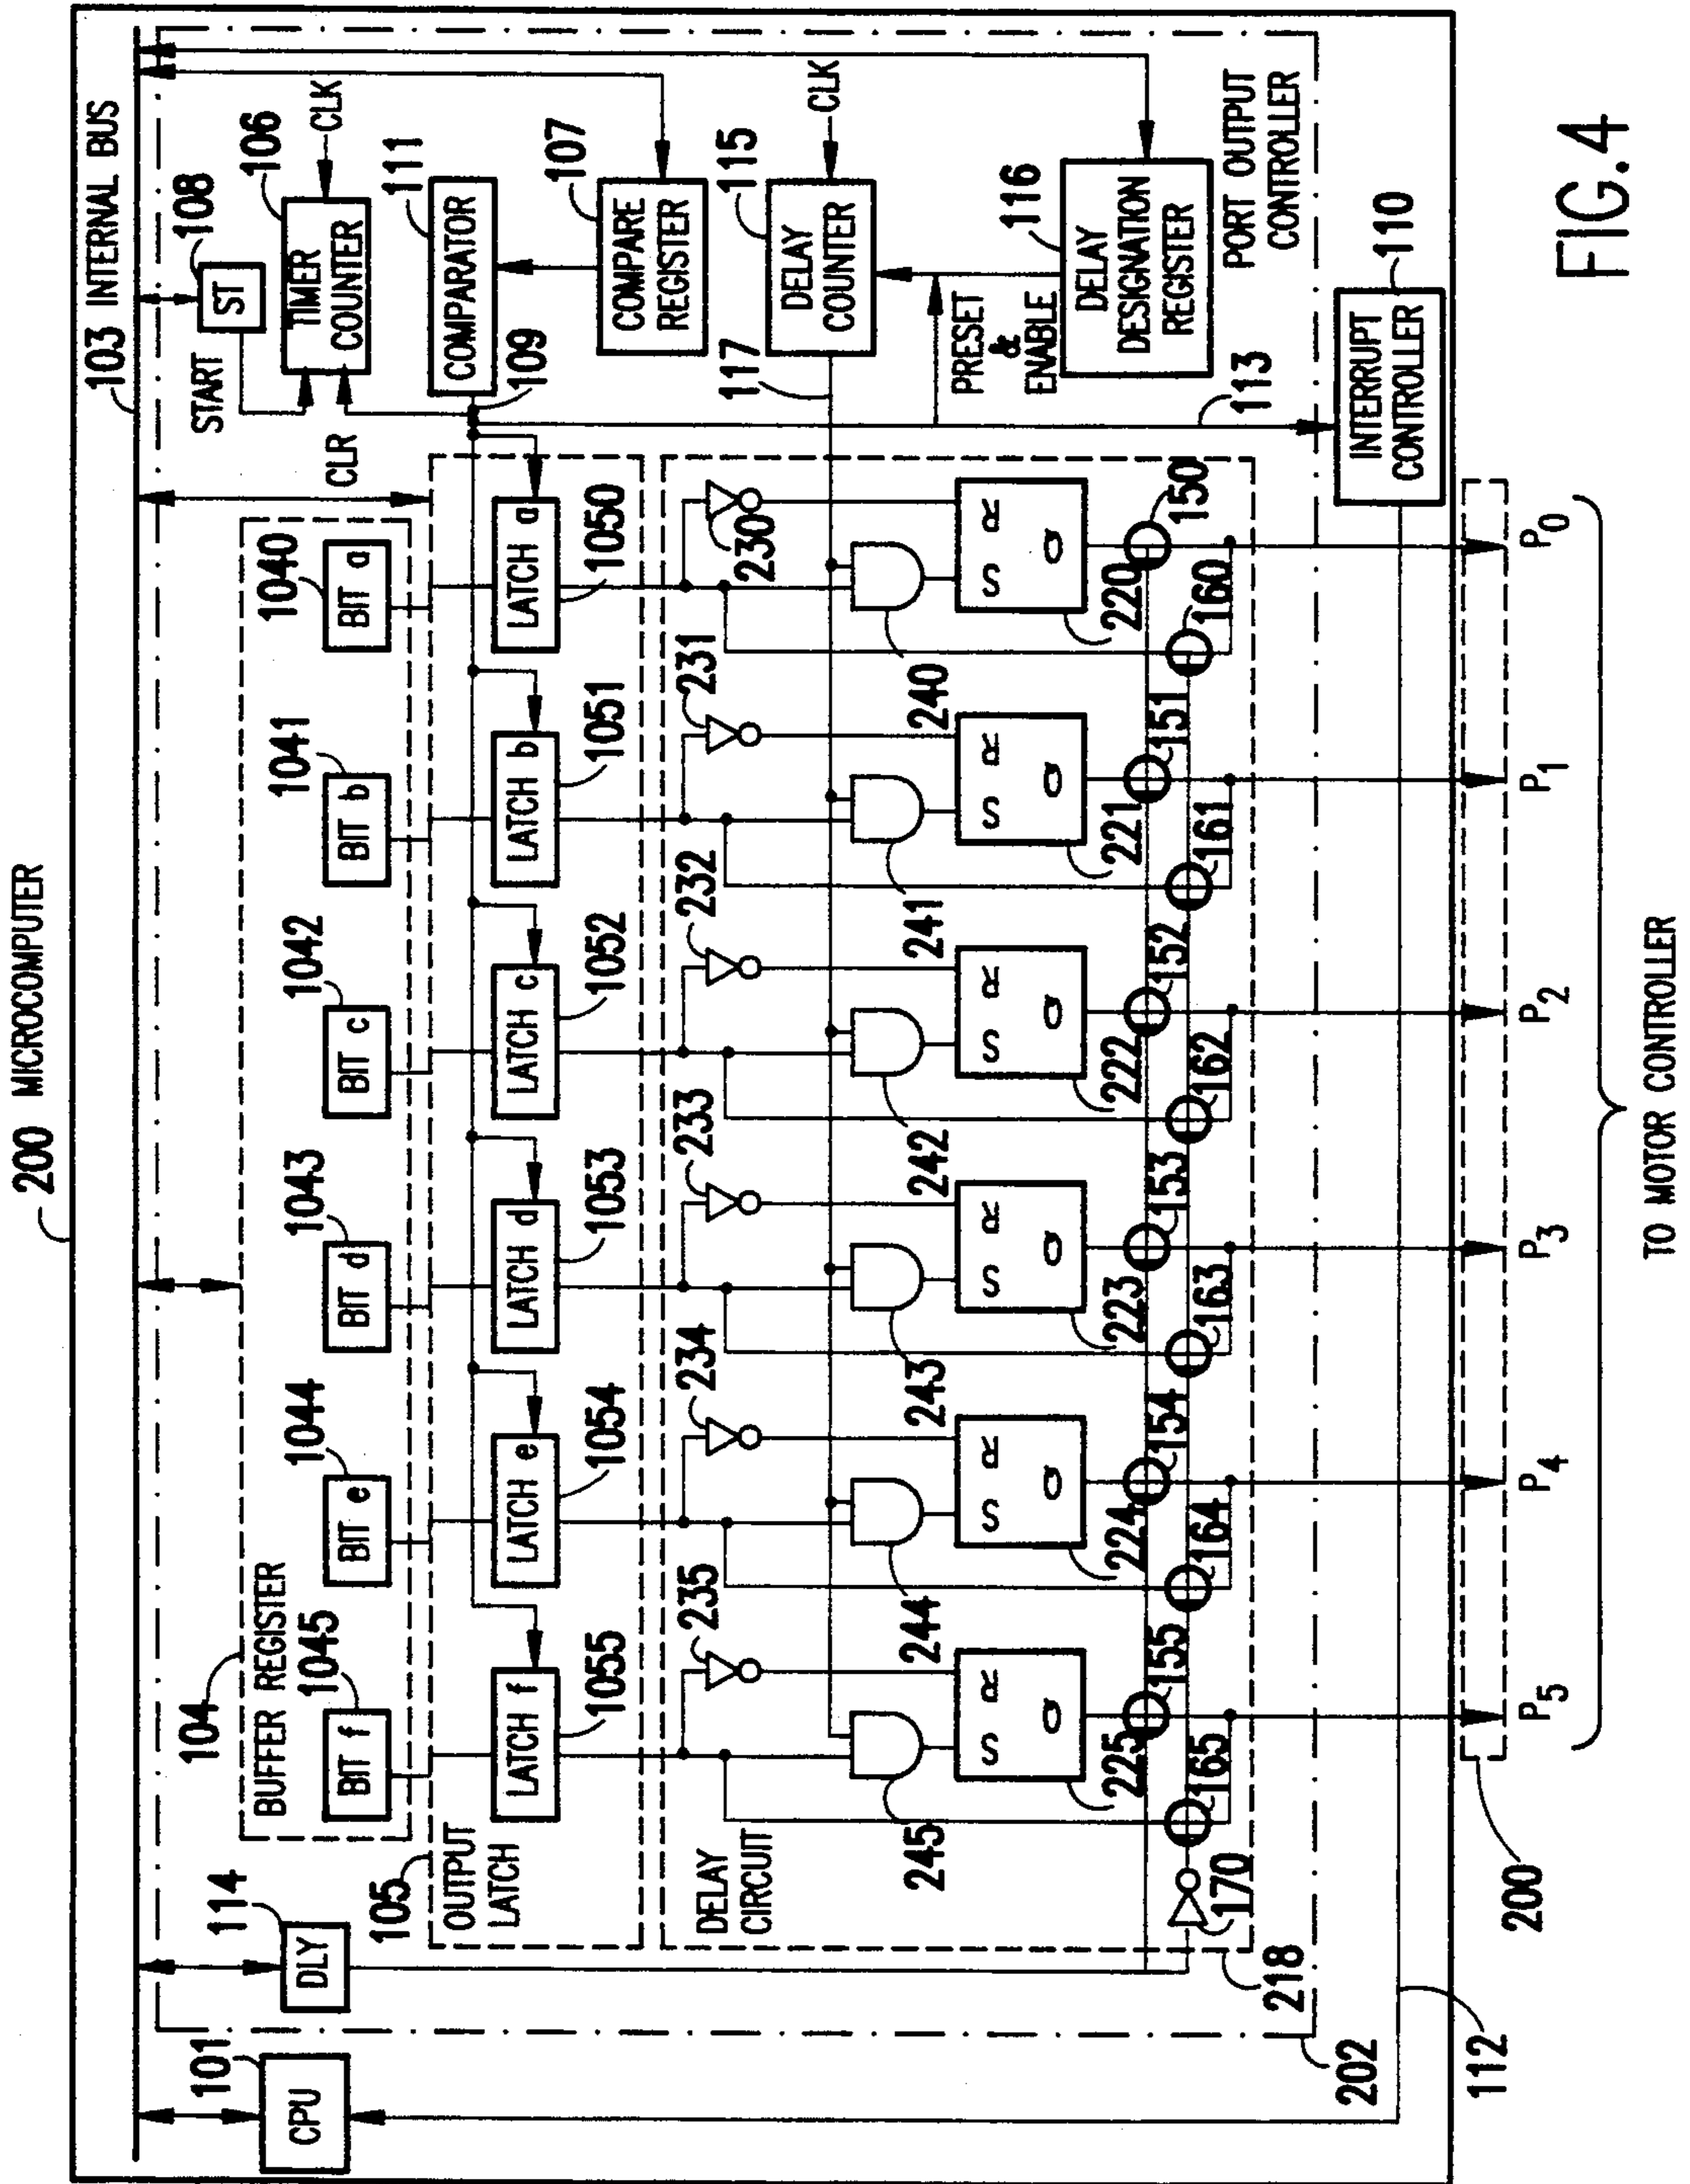 200 MICROCOMPUTER
103 INTERNAL BUS
101
CPU
114
DLY
104
BUFFER REGISTER
1045
BIT f
1044
BIT e
1043
BIT d
1042
BIT c
1041
BIT b
1040
BIT a
START
108
ST
106
TIMER
COUNTER
CLK
CLR
105
OUTPUT
LATCH
LATCH f
1055
LATCH e
1054
LATCH d
1053
LATCH c
1052
LATCH b
1051
LATCH a
1050
109
COMPARATOR
111
COMPARE
REGISTER
107
DELAY
CIRCUIT
235
234
233
232
231
230
245
244
243
242
241
240
117
DELAY
COUNTER
115
CLK
PRESET
&
ENABLE
DELAY
DESIGNATION
REGISTER
116
S R
Q
225
S R
Q
224
S R
Q
223
S R
Q
222
S R
Q
221
S R
Q
220
155
154
153
152
151
150
165
164
163
162
161
160
170
218
202
113
PORT OUTPUT
CONTROLLER
INTERRUPT
CONTROLLER
110
112
200
P5
P4
P3
P2
P1
P0
TO MOTOR CONTROLLER
FIG.4